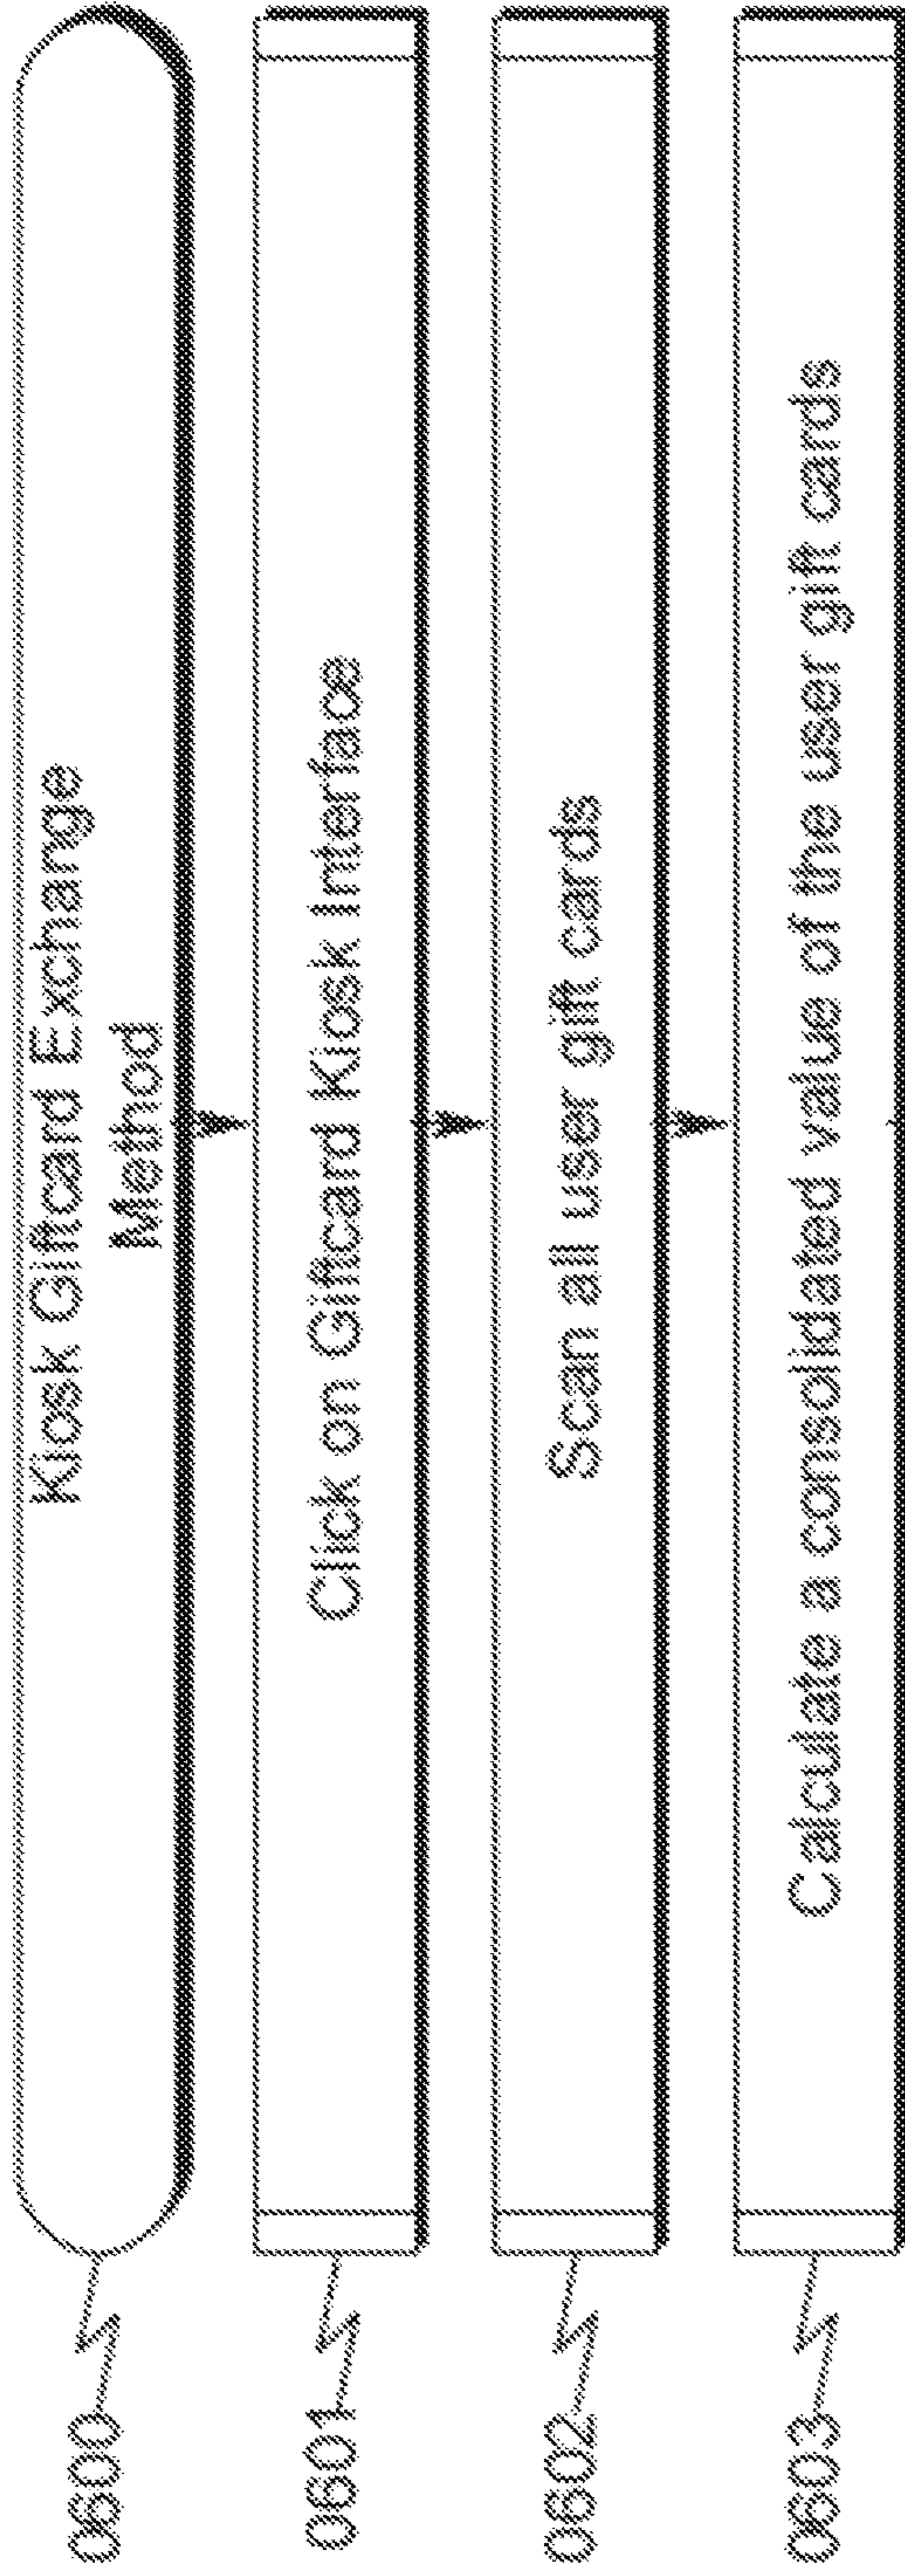 0600
Kiosk Giftcard Exchange
Method
0601
Click on Giftcard Kiosk Interface
0602
Scan all user gift cards
0603
Calculate a consolidated value of the user gift cards